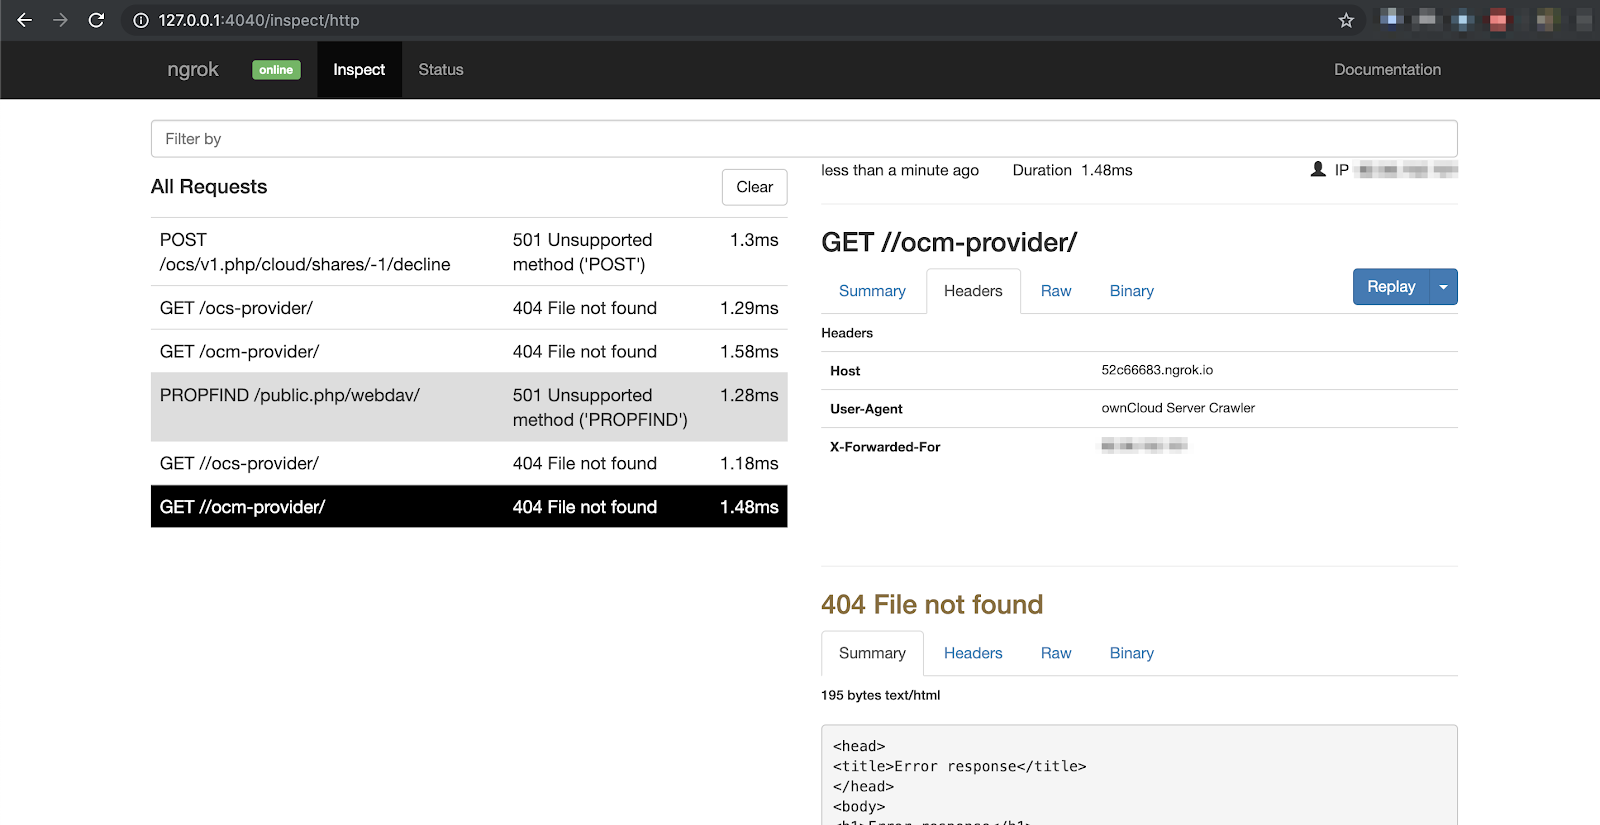 127.0.0.1:4040/inspect/http
ngrok online Inspect Status Documentation
Filter by
All Requests Clear
POST /ocs/v1.php/cloud/shares/-1/decline 501 Unsupported method ('POST') 1.3ms
GET /ocs-provider/ 404 File not found 1.29ms
GET /ocm-provider/ 404 File not found 1.58ms
PROPFIND /public.php/webdav/ 501 Unsupported method ('PROPFIND') 1.28ms
GET //ocs-provider/ 404 File not found 1.18ms
GET //ocm-provider/ 404 File not found 1.48ms
less than a minute ago Duration 1.48ms IP
GET //ocm-provider/
Summary Headers Raw Binary Replay
Headers
Host 52c66683.ngrok.io
User-Agent ownCloud Server Crawler
X-Forwarded-For
404 File not found
Summary Headers Raw Binary
195 bytes text/html
<head>
<title>Error response</title>
</head>
<body>
<h1>Error response</h1>